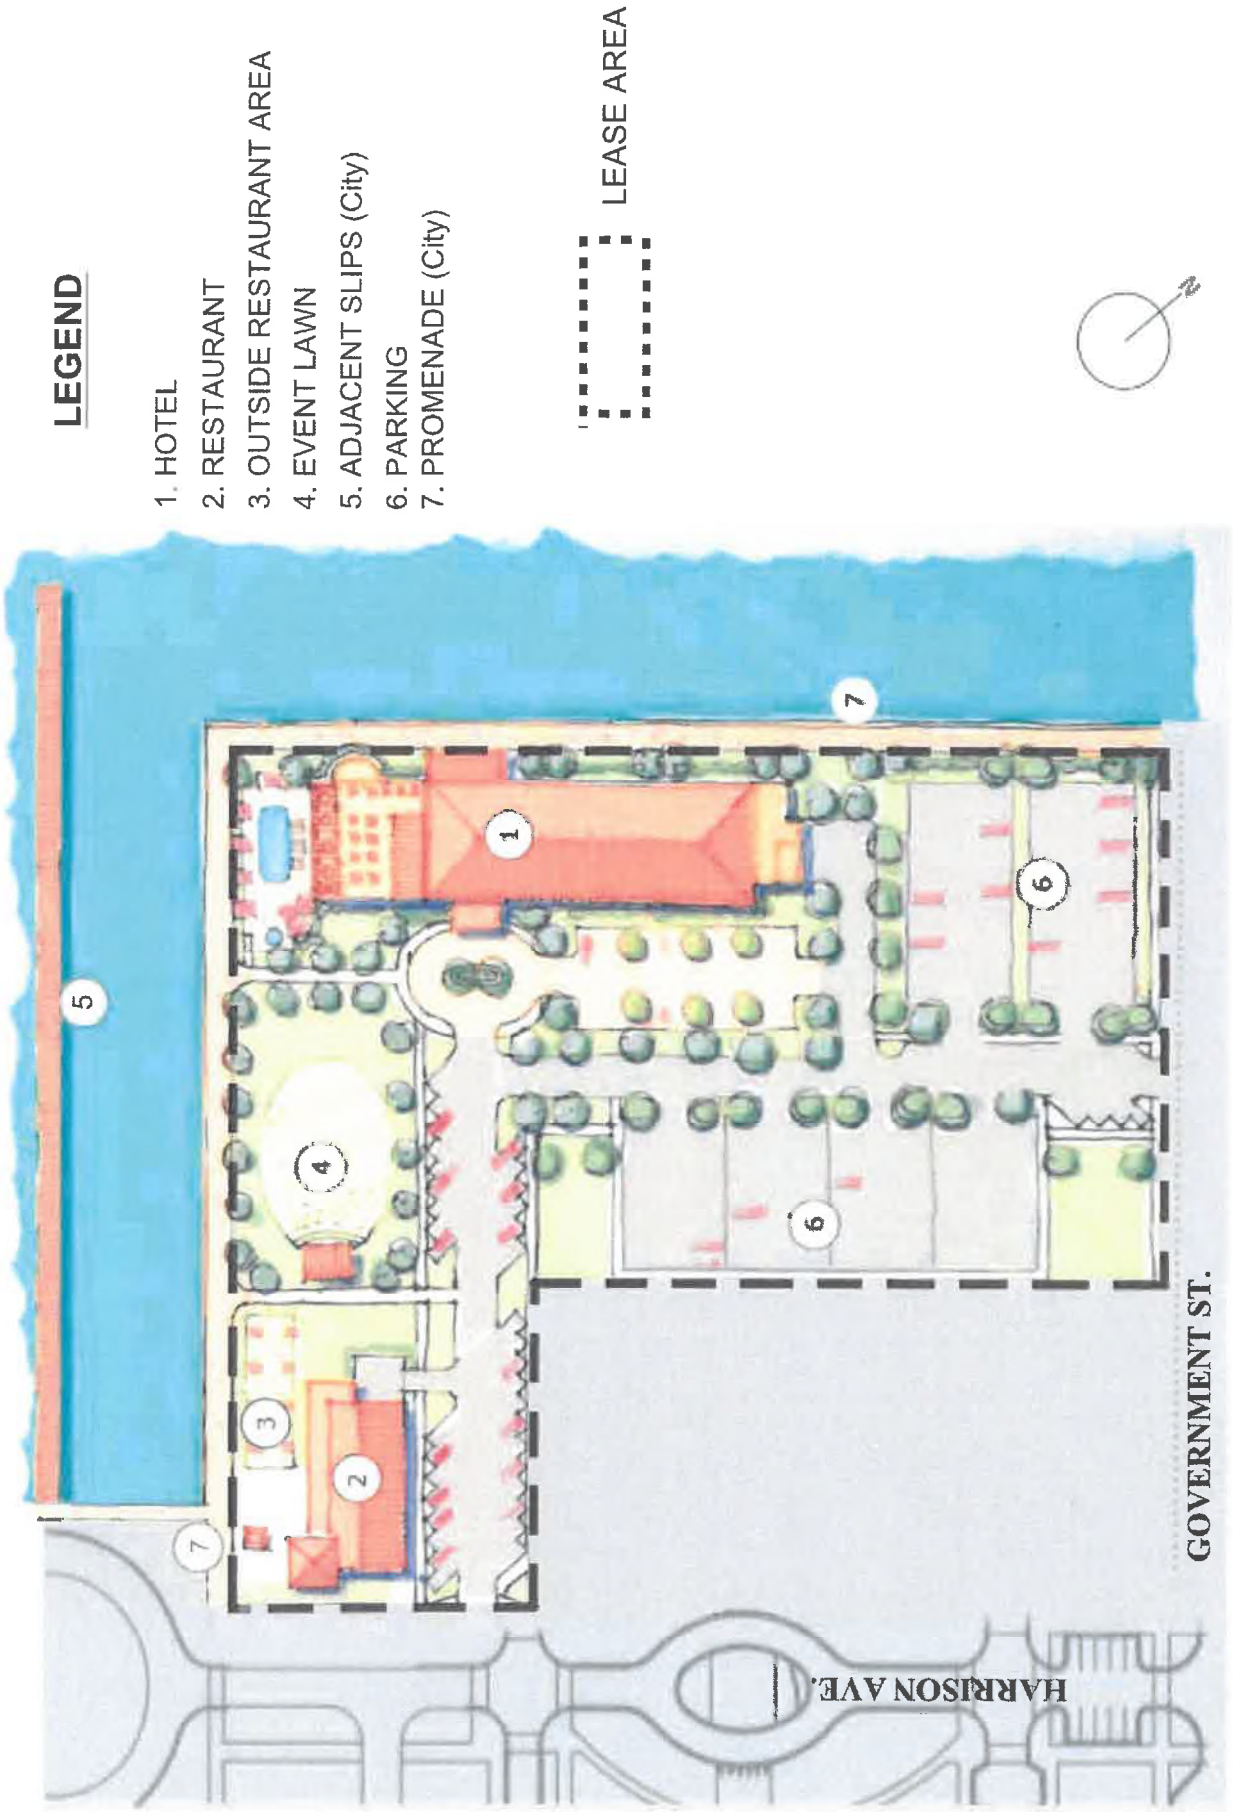 LEGEND
1. HOTEL
2. RESTAURANT
3. OUTSIDE RESTAURANT AREA
4. EVENT LAWN
5. ADJACENT SLIPS (City)
6. PARKING
7. PROMENADE (City)
LEASE AREA
N
5
7
3
2
4
1
7
6
6
HARRISON AVE.
GOVERNMENT ST.